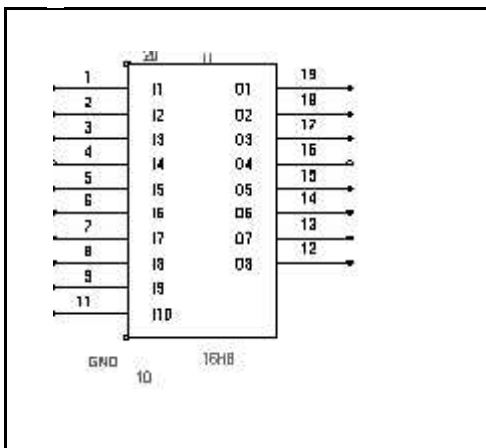 20
1 I1 O1 19
2 I2 O2 18
3 I3 O3 17
4 I4 O4 16
5 I5 O5 15
6 I6 O6 14
7 I7 O7 13
8 I8 O8 12
9 I9
11 I10
GND 16H8
10